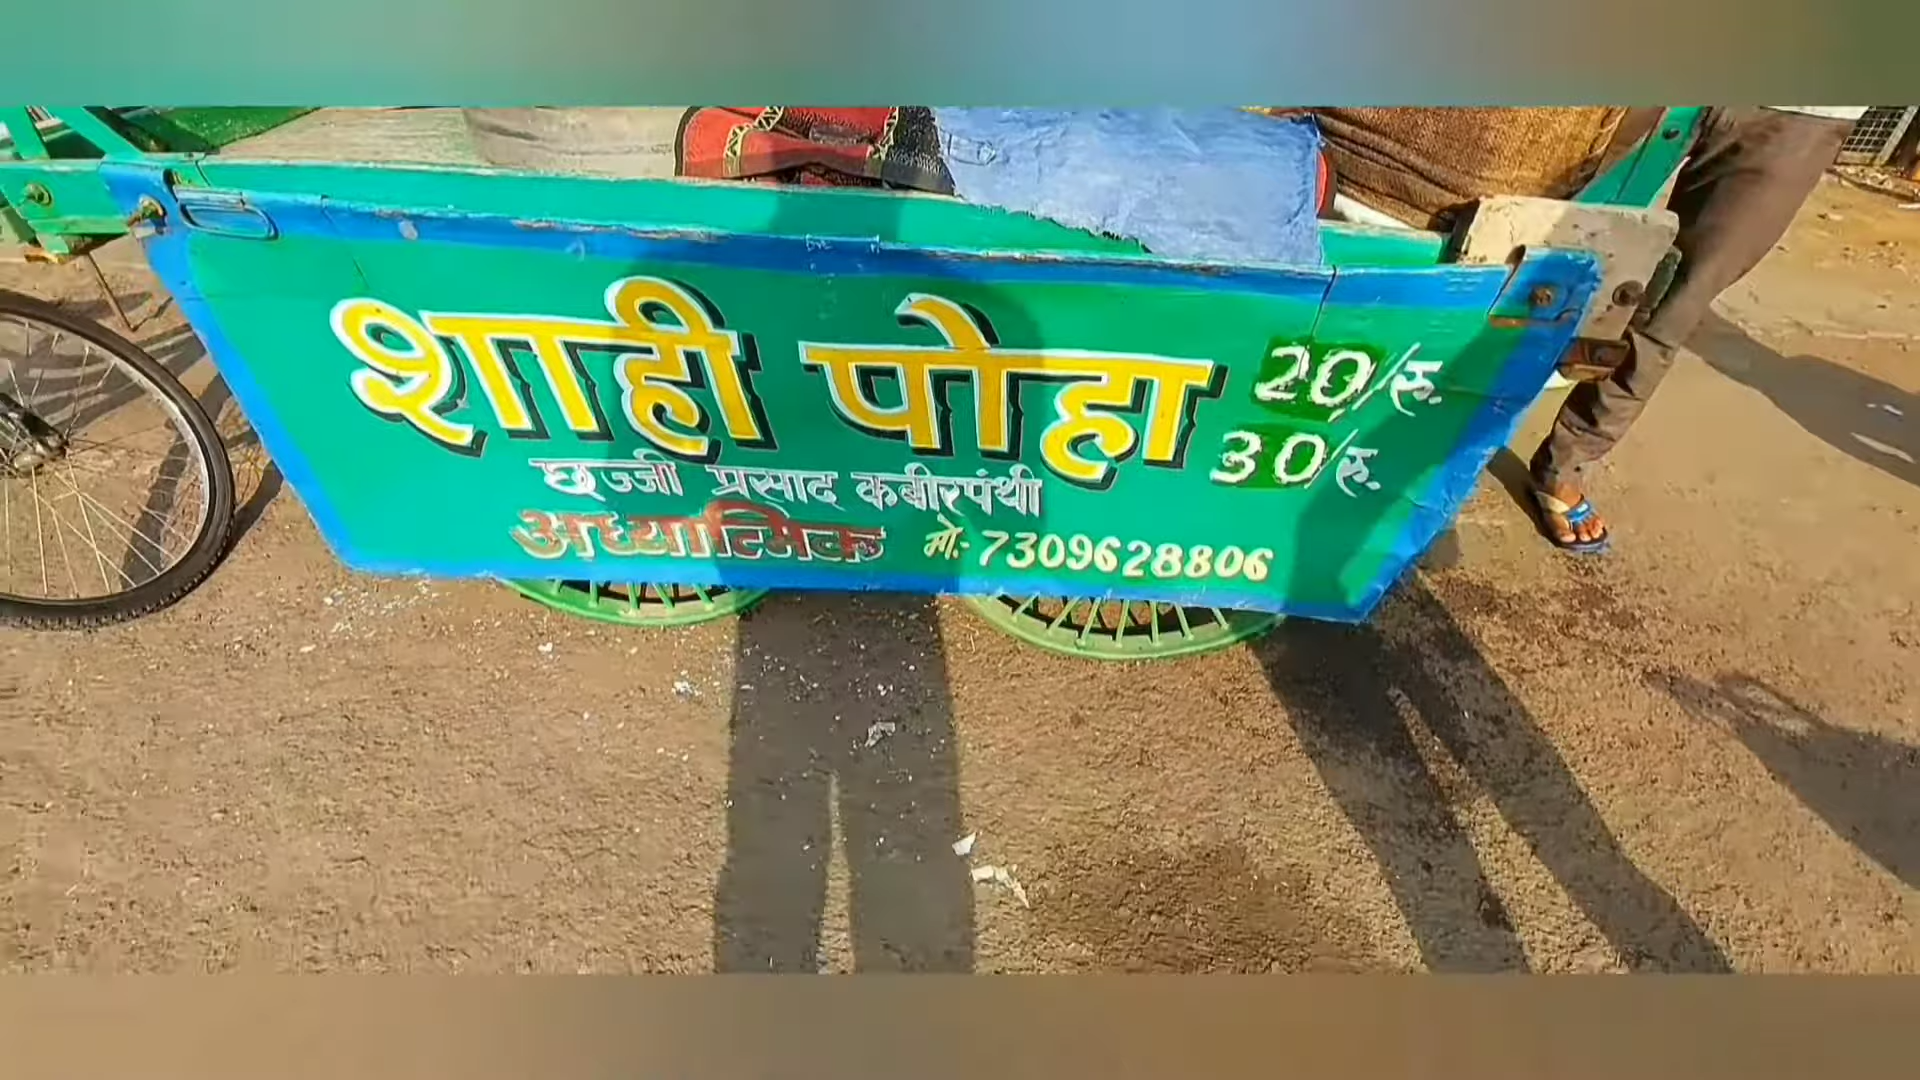 शाही पोहा 20/रु.
30/रु.
छज्जी प्रसाद कबीरपंथी
अध्यात्मिक मो:- 7309628806